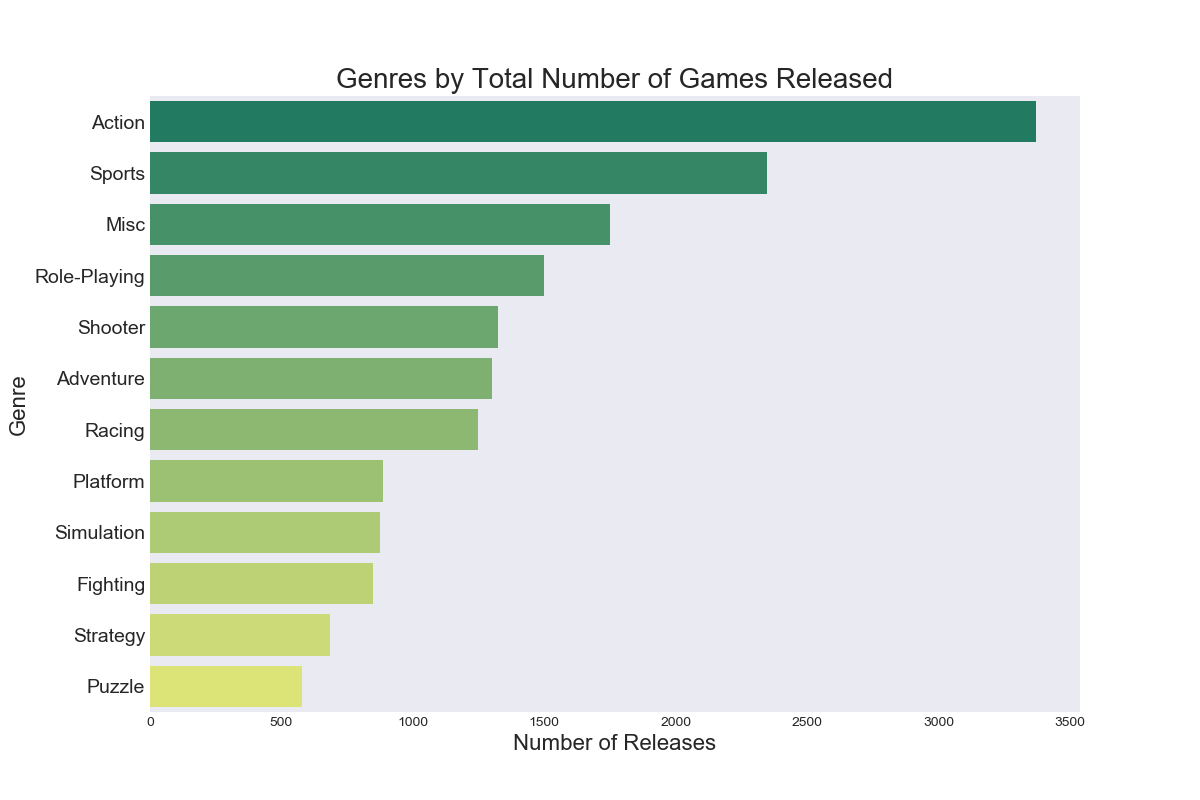 Genres by Total Number of Games Released
Genre
Action
Sports
Misc
Role-Playing
Shooter
Adventure
Racing
Platform
Simulation
Fighting
Strategy
Puzzle
0 500 1000 1500 2000 2500 3000 3500
Number of Releases